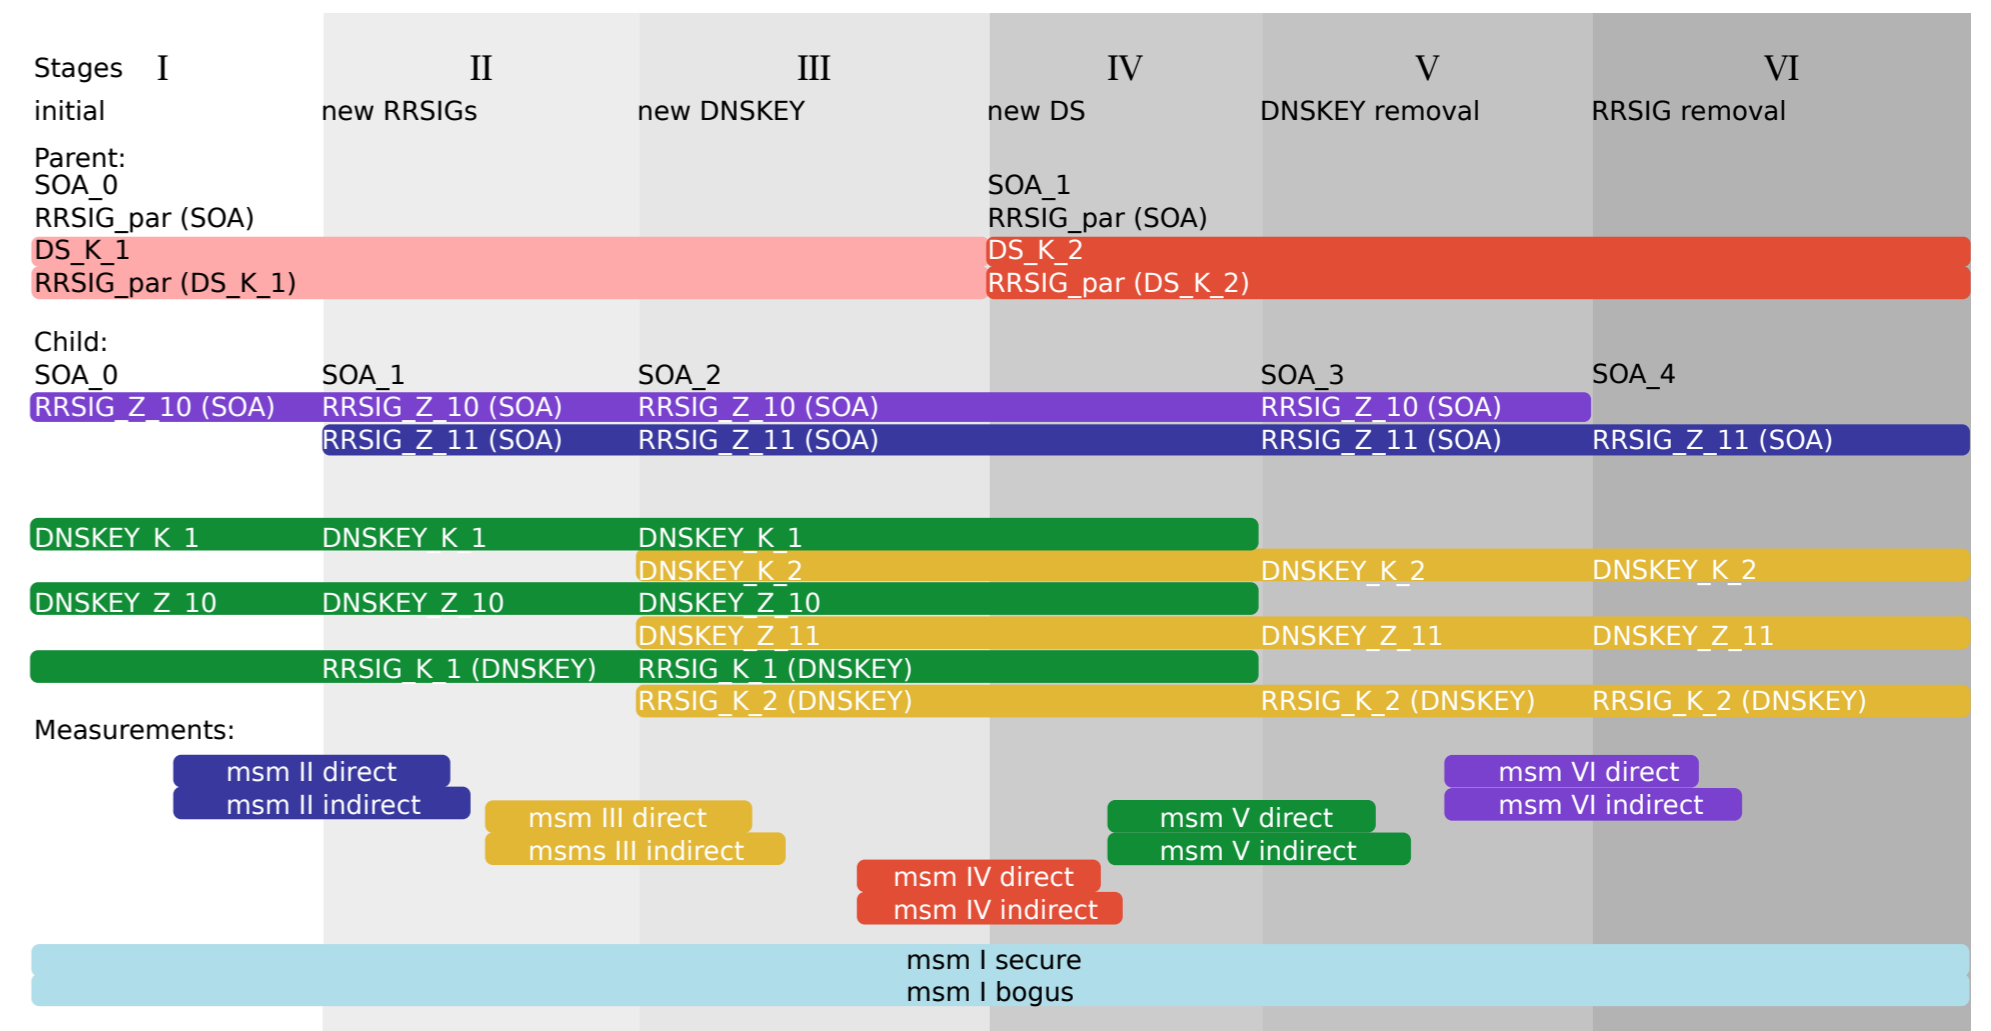 Stages I II III IV V VI
initial new RRSIGs new DNSKEY new DS DNSKEY removal RRSIG removal
Parent:
SOA_0 SOA_1
RRSIG_par (SOA) RRSIG_par (SOA)
DS_K_1 DS_K_2
RRSIG_par (DS_K_1) RRSIG_par (DS_K_2)
Child:
SOA_0 SOA_1 SOA_2 SOA_3 SOA_4
RRSIG_Z_10 (SOA) RRSIG_Z_10 (SOA) RRSIG_Z_10 (SOA) RRSIG_Z_10 (SOA)
RRSIG_Z_11 (SOA) RRSIG_Z_11 (SOA) RRSIG_Z_11 (SOA) RRSIG_Z_11 (SOA)
DNSKEY_K_1 DNSKEY_K_1 DNSKEY_K_1
DNSKEY_K_2 DNSKEY_K_2 DNSKEY_K_2
DNSKEY_Z_10 DNSKEY_Z_10 DNSKEY_Z_10
DNSKEY_Z_11 DNSKEY_Z_11 DNSKEY_Z_11
RRSIG_K_1 (DNSKEY) RRSIG_K_1 (DNSKEY)
RRSIG_K_2 (DNSKEY) RRSIG_K_2 (DNSKEY) RRSIG_K_2 (DNSKEY)
Measurements:
msm II direct msm VI direct
msm II indirect msm VI indirect
msm III direct msm V direct
msms III indirect msm V indirect
msm IV direct
msm IV indirect
msm I secure
msm I bogus